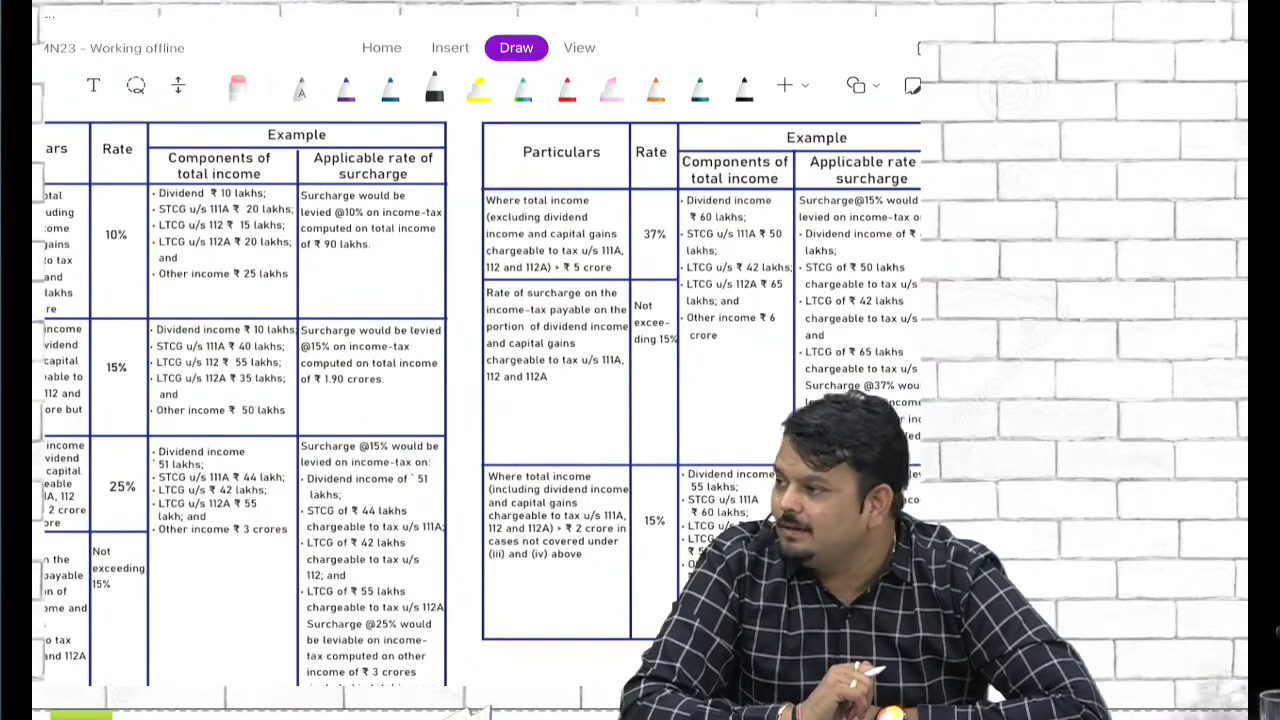 MN23 – Working offline
Home
Insert
Draw
View
T
A
ars
Rate
Example
Components of
total income
Applicable rate of
surcharge
otal
luding
come
gains
to tax
and
lakhs
re
10%
• Dividend ₹ 10 lakhs;
• STCG u/s 111A ₹ 20 lakhs;
• LTCG u/s 112 ₹ 15 lakhs;
• LTCG u/s 112A ₹ 20 lakhs;
and
• Other income ₹ 25 lakhs
Surcharge would be
levied @10% on income-tax
computed on total income
of ₹ 90 lakhs.
income
vidend
capital
eable to
112 and
ore but
15%
• Dividend income ₹ 10 lakhs;
• STCG u/s 111A ₹ 40 lakhs;
• LTCG u/s 112 ₹ 55 lakhs;
• LTCG u/s 112A ₹ 35 lakhs;
and
• Other income ₹ 50 lakhs
Surcharge would be levied
@15% on income-tax
computed on total income
of ₹ 1.90 crores.
income
vidend
capital
geable
1A, 112
2 crore
ore
25%
• Dividend income
` 51 lakhs;
• STCG u/s 111A ₹ 44 lakh;
• LTCG u/s ₹ 42 lakhs;
• LTCG u/s 112A ₹ 55
lakh; and
• Other income ₹ 3 crores
Surcharge @15% would be
levied on income-tax on:
• Dividend income of ` 51
lakhs;
• STCG of ₹ 44 lakhs
chargeable to tax u/s 111A;
• LTCG of ₹ 42 lakhs
chargeable to tax u/s
112; and
• LTCG of ₹ 55 lakhs
chargeable to tax u/s 112A
Surcharge @25% would
be leviable on income-
tax computed on other
income of ₹ 3 crores
n the
payable
on of
ome and
o tax
and 112A
Not
exceeding
15%
Particulars
Rate
Example
Components of
total income
Applicable rate
surcharge
Where total income
(excluding dividend
income and capital gains
chargeable to tax u/s 111A,
112 and 112A) > ₹ 5 crore
37%
• Dividend income
₹ 60 lakhs;
• STCG u/s 111A ₹ 50
lakhs;
• LTCG u/s ₹ 42 lakhs;
• LTCG u/s 112A ₹ 65
lakhs; and
• Other income ₹ 6
crore
Surcharge@15% would
levied on income-tax o
• Dividend income of ₹
lakhs;
• STCG of ₹ 50 lakhs
chargeable to tax u/s
• LTCG of ₹ 42 lakhs
chargeable to tax u/s
and
• LTCG of ₹ 65 lakhs
chargeable to tax u/s
Surcharge @37% wou
Rate of surcharge on the
income-tax payable on the
portion of dividend income
and capital gains
chargeable to tax u/s 111A,
112 and 112A
Not
excee-
ding 15%
Where total income
(including dividend income
and capital gains
chargeable to tax u/s 111A,
112 and 112A) > ₹ 2 crore in
cases not covered under
(iii) and (iv) above
15%
• Dividend income
55 lakhs;
• STCG u/s 111A
₹ 60 lakhs;
• LTCG u/s